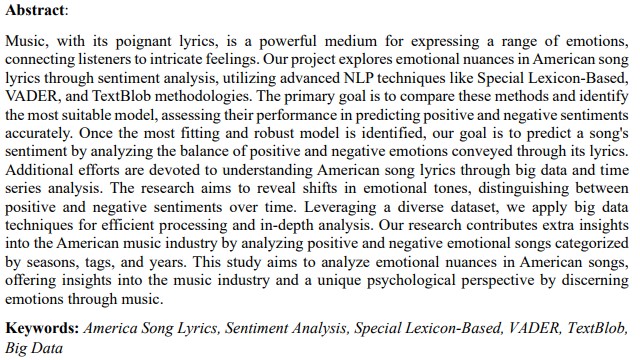 Abstract:
Music, with its poignant lyrics, is a powerful medium for expressing a range of emotions,
connecting listeners to intricate feelings. Our project explores emotional nuances in American song
lyrics through sentiment analysis, utilizing advanced NLP techniques like Special Lexicon-Based,
VADER, and TextBlob methodologies. The primary goal is to compare these methods and identify
the most suitable model, assessing their performance in predicting positive and negative sentiments
accurately. Once the most fitting and robust model is identified, our goal is to predict a song's
sentiment by analyzing the balance of positive and negative emotions conveyed through its lyrics.
Additional efforts are devoted to understanding American song lyrics through big data and time
series analysis. The research aims to reveal shifts in emotional tones, distinguishing between
positive and negative sentiments over time. Leveraging a diverse dataset, we apply big data
techniques for efficient processing and in-depth analysis. Our research contributes extra insights
into the American music industry by analyzing positive and negative emotional songs categorized
by seasons, tags, and years. This study aims to analyze emotional nuances in American songs,
offering insights into the music industry and a unique psychological perspective by discerning
emotions through music.
Keywords: America Song Lyrics, Sentiment Analysis, Special Lexicon-Based, VADER, TextBlob,
Big Data